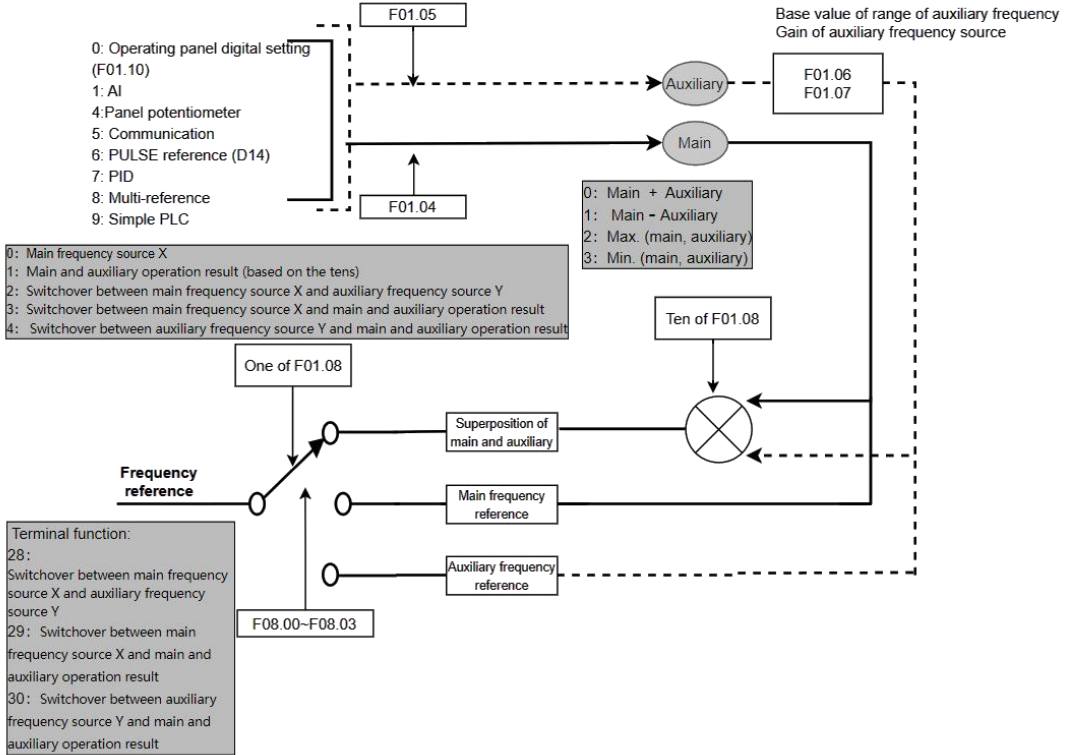 F01.05
Base value of range of auxiliary frequency
Gain of auxiliary frequency source
0: Operating panel digital setting
(F01.10)
1: AI
4:Panel potentiometer
5: Communication
6: PULSE reference (D14)
7: PID
8: Multi-reference
9: Simple PLC
Auxiliary
F01.06
F01.07
Main
F01.04
0: Main + Auxiliary
1: Main - Auxiliary
2: Max. (main, auxiliary)
3: Min. (main, auxiliary)
0: Main frequency source X
1: Main and auxiliary operation result (based on the tens)
2: Switchover between main frequency source X and auxiliary frequency source Y
3: Switchover between main frequency source X and main and auxiliary operation result
4: Switchover between auxiliary frequency source Y and main and auxiliary operation result
Ten of F01.08
One of F01.08
Superposition of
main and auxiliary
Frequency
reference
Main frequency
reference
Auxiliary frequency
reference
Terminal function:
28:
Switchover between main frequency
source X and auxiliary frequency
source Y
29: Switchover between main
frequency source X and main and
auxiliary operation result
30: Switchover between auxiliary
frequency source Y and main and
auxiliary operation result
F08.00~F08.03